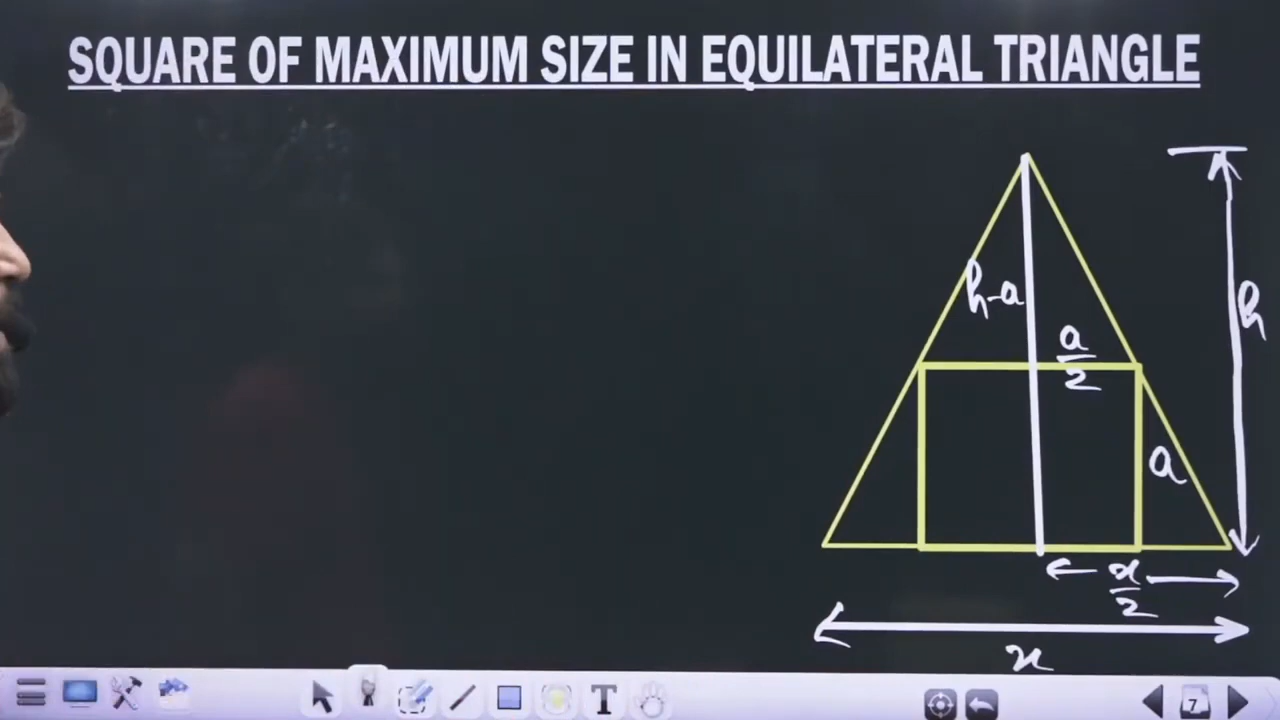 SQUARE OF MAXIMUM SIZE IN EQUILATERAL TRIANGLE
h-a
h
a/2
a
x/2
x
T
7